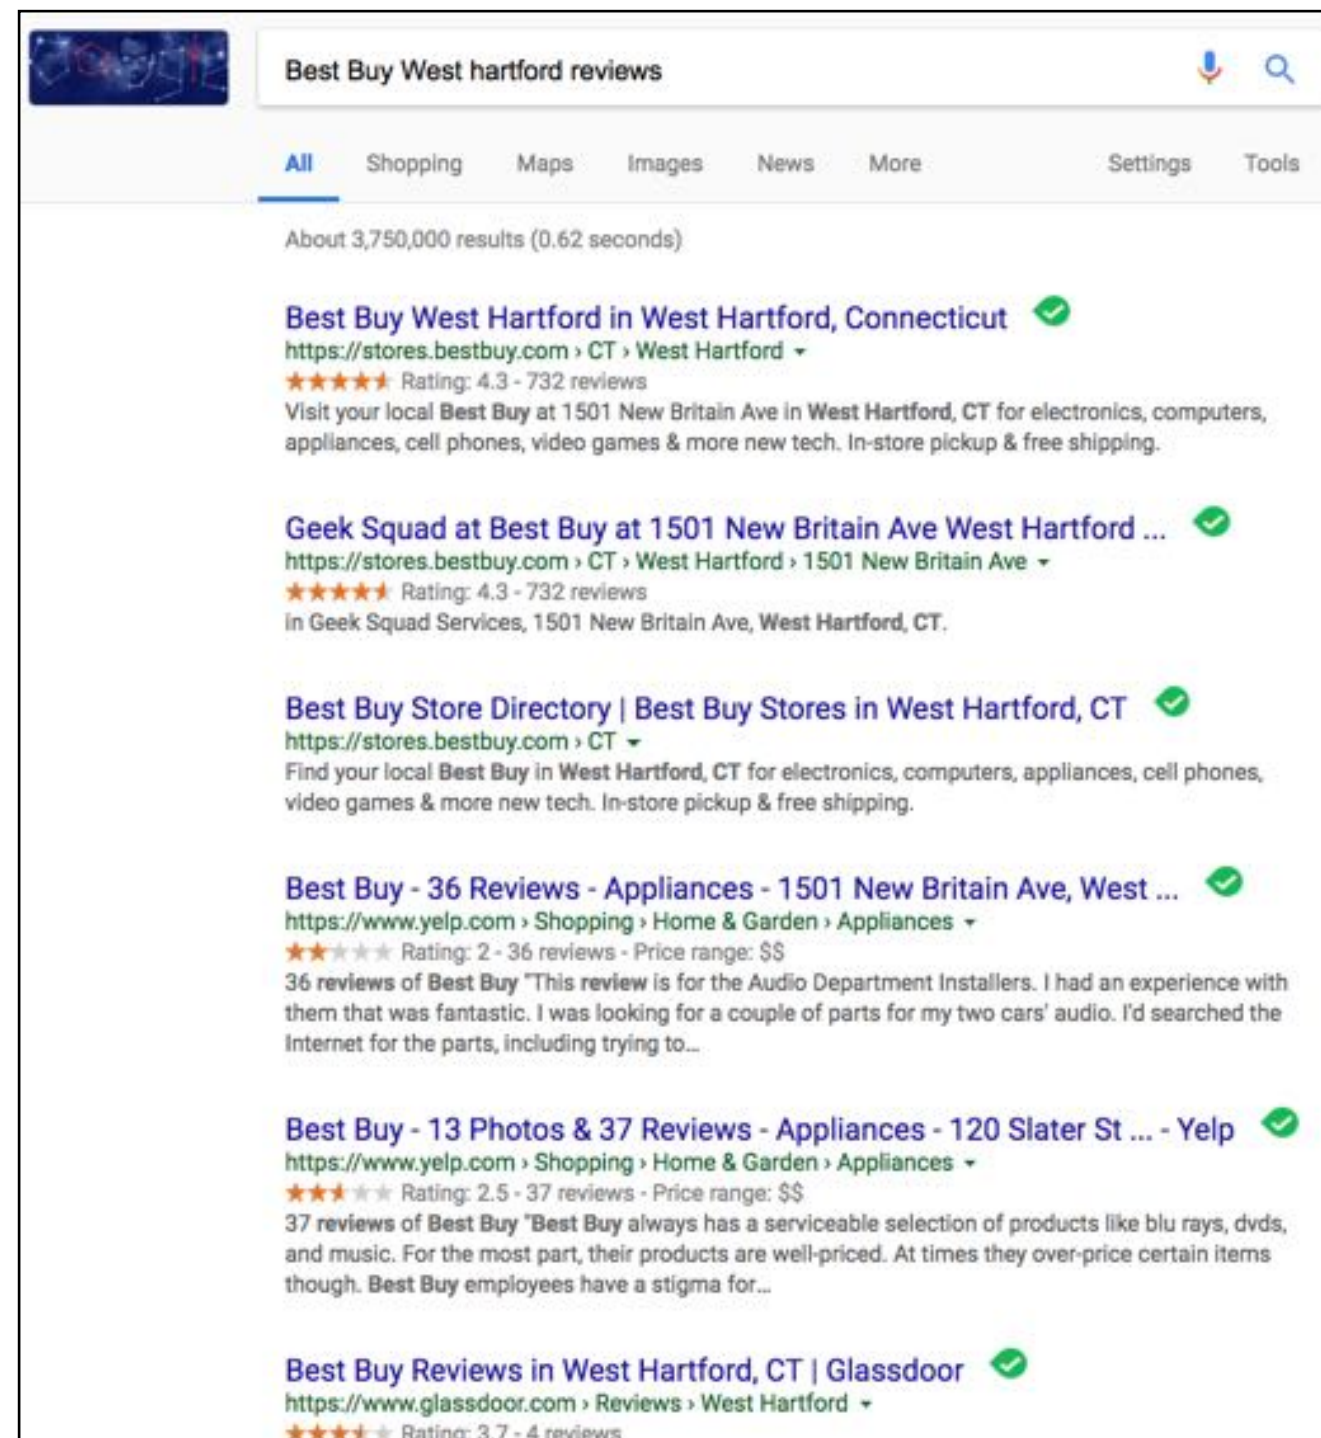 Best Buy West hartford reviews
All Shopping Maps Images News More Settings Tools
About 3,750,000 results (0.62 seconds)
Best Buy West Hartford in West Hartford, Connecticut
https://stores.bestbuy.com › CT › West Hartford
Rating: 4.3 - 732 reviews
Visit your local Best Buy at 1501 New Britain Ave in West Hartford, CT for electronics, computers,
appliances, cell phones, video games & more new tech. In-store pickup & free shipping.
Geek Squad at Best Buy at 1501 New Britain Ave West Hartford ...
https://stores.bestbuy.com › CT › West Hartford › 1501 New Britain Ave
Rating: 4.3 - 732 reviews
in Geek Squad Services, 1501 New Britain Ave, West Hartford, CT.
Best Buy Store Directory | Best Buy Stores in West Hartford, CT
https://stores.bestbuy.com › CT
Find your local Best Buy in West Hartford, CT for electronics, computers, appliances, cell phones,
video games & more new tech. In-store pickup & free shipping.
Best Buy - 36 Reviews - Appliances - 1501 New Britain Ave, West ...
https://www.yelp.com › Shopping › Home & Garden › Appliances
Rating: 2 - 36 reviews - Price range: $$
36 reviews of Best Buy "This review is for the Audio Department Installers. I had an experience with
them that was fantastic. I was looking for a couple of parts for my two cars' audio. I'd searched the
Internet for the parts, including trying to...
Best Buy - 13 Photos & 37 Reviews - Appliances - 120 Slater St ... - Yelp
https://www.yelp.com › Shopping › Home & Garden › Appliances
Rating: 2.5 - 37 reviews - Price range: $$
37 reviews of Best Buy "Best Buy always has a serviceable selection of products like blu rays, dvds,
and music. For the most part, their products are well-priced. At times they over-price certain items
though. Best Buy employees have a stigma for...
Best Buy Reviews in West Hartford, CT | Glassdoor
https://www.glassdoor.com › Reviews › West Hartford
Rating: 3.7 - 4 reviews